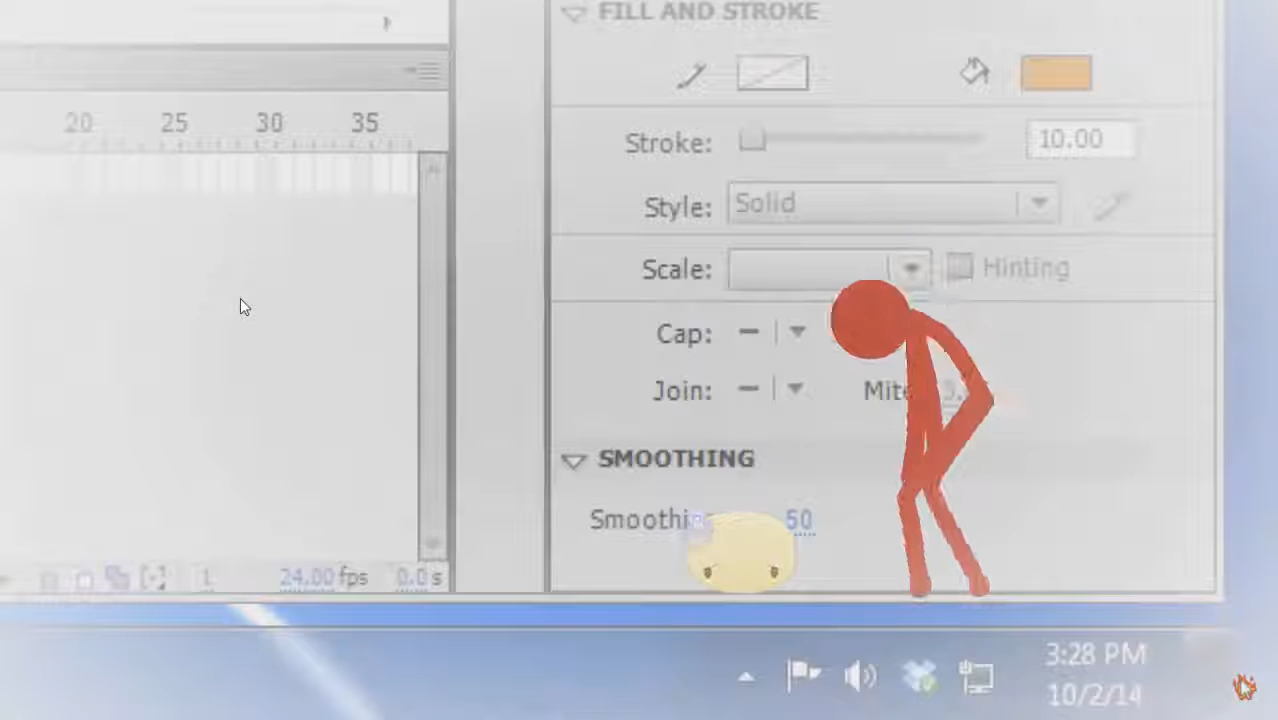 FILL AND STROKE
20 25 30 35
Stroke: 10.00
Style: Solid
Scale: Hinting
Cap:
Join:
SMOOTHING
50
24.00 fps 0.0 s
3:28 PM
10/2/14